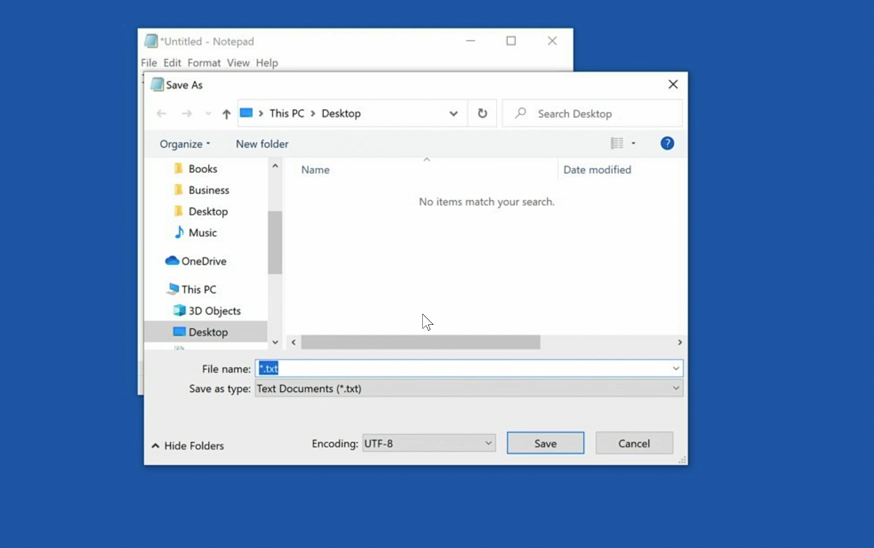 *Untitled - Notepad
File Edit Format View Help
Save As
This PC > Desktop
Search Desktop
Organize
New folder
Name
Date modified
No items match your search.
Books
Business
Desktop
Music
OneDrive
This PC
3D Objects
Desktop
File name: *.txt
Save as type: Text Documents (*.txt)
Hide Folders
Encoding: UTF-8
Save
Cancel